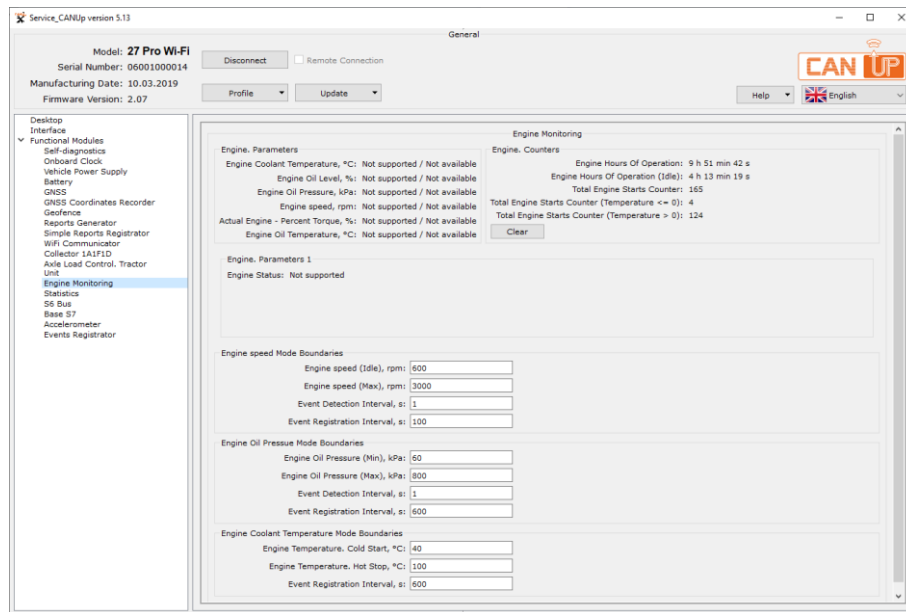 Service_CANUp version 5.13
General
Model: 27 Pro Wi-Fi
Serial Number: 06001000014
Manufacturing Date: 10.03.2019
Firmware Version: 2.07
Disconnect
Remote Connection
Profile
Update
CAN UP
Help
English
Desktop
Interface
Functional Modules
Self-diagnostics
Onboard Clock
Vehicle Power Supply
Battery
GNSS
GNSS Coordinates Recorder
Geofence
Reports Generator
Simple Reports Registrator
WiFi Communicator
Collector 1A1F1D
Axle Load Control. Tractor
Unit
Engine Monitoring
Statistics
S6 Bus
Base S7
Accelerometer
Events Registrator
Engine Monitoring
Engine. Parameters
Engine Coolant Temperature, °C: Not supported / Not available
Engine Oil Level, %: Not supported / Not available
Engine Oil Pressure, kPa: Not supported / Not available
Engine speed, rpm: Not supported / Not available
Actual Engine - Percent Torque, %: Not supported / Not available
Engine Oil Temperature, °C: Not supported / Not available
Engine. Counters
Engine Hours Of Operation: 9 h 51 min 42 s
Engine Hours Of Operation (Idle): 4 h 13 min 19 s
Total Engine Starts Counter: 165
Total Engine Starts Counter (Temperature <= 0): 4
Total Engine Starts Counter (Temperature > 0): 124
Clear
Engine. Parameters 1
Engine Status: Not supported
Engine speed Mode Boundaries
Engine speed (Idle), rpm: 600
Engine speed (Max), rpm: 3000
Event Detection Interval, s: 1
Event Registration Interval, s: 100
Engine Oil Pressue Mode Boundaries
Engine Oil Pressure (Min), kPa: 60
Engine Oil Pressure (Max), kPa: 800
Event Detection Interval, s: 1
Event Registration Interval, s: 600
Engine Coolant Temperature Mode Boundaries
Engine Temperature. Cold Start, °C: 40
Engine Temperature. Hot Stop, °C: 100
Event Registration Interval, s: 600